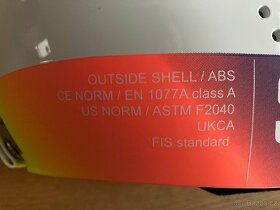 OUTSIDE SHELL / ABS
CE NORM / EN 1077A class A
US NORM / ASTM F2040
UKCA
FIS standard